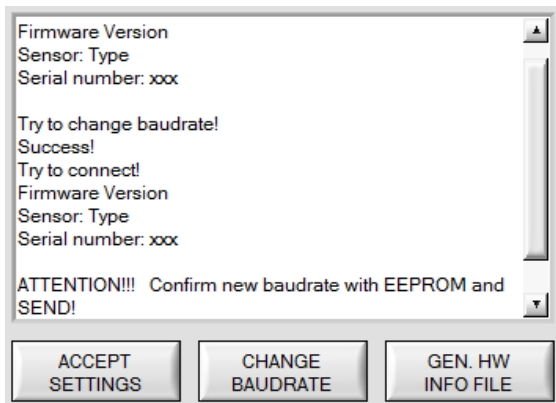 Firmware Version
Sensor: Type
Serial number: xxx
Try to change baudrate!
Success!
Try to connect!
Firmware Version
Sensor: Type
Serial number: xxx
ATTENTION!!!   Confirm new baudrate with EEPROM and
SEND!
ACCEPT
SETTINGS
CHANGE
BAUDRATE
GEN. HW
INFO FILE